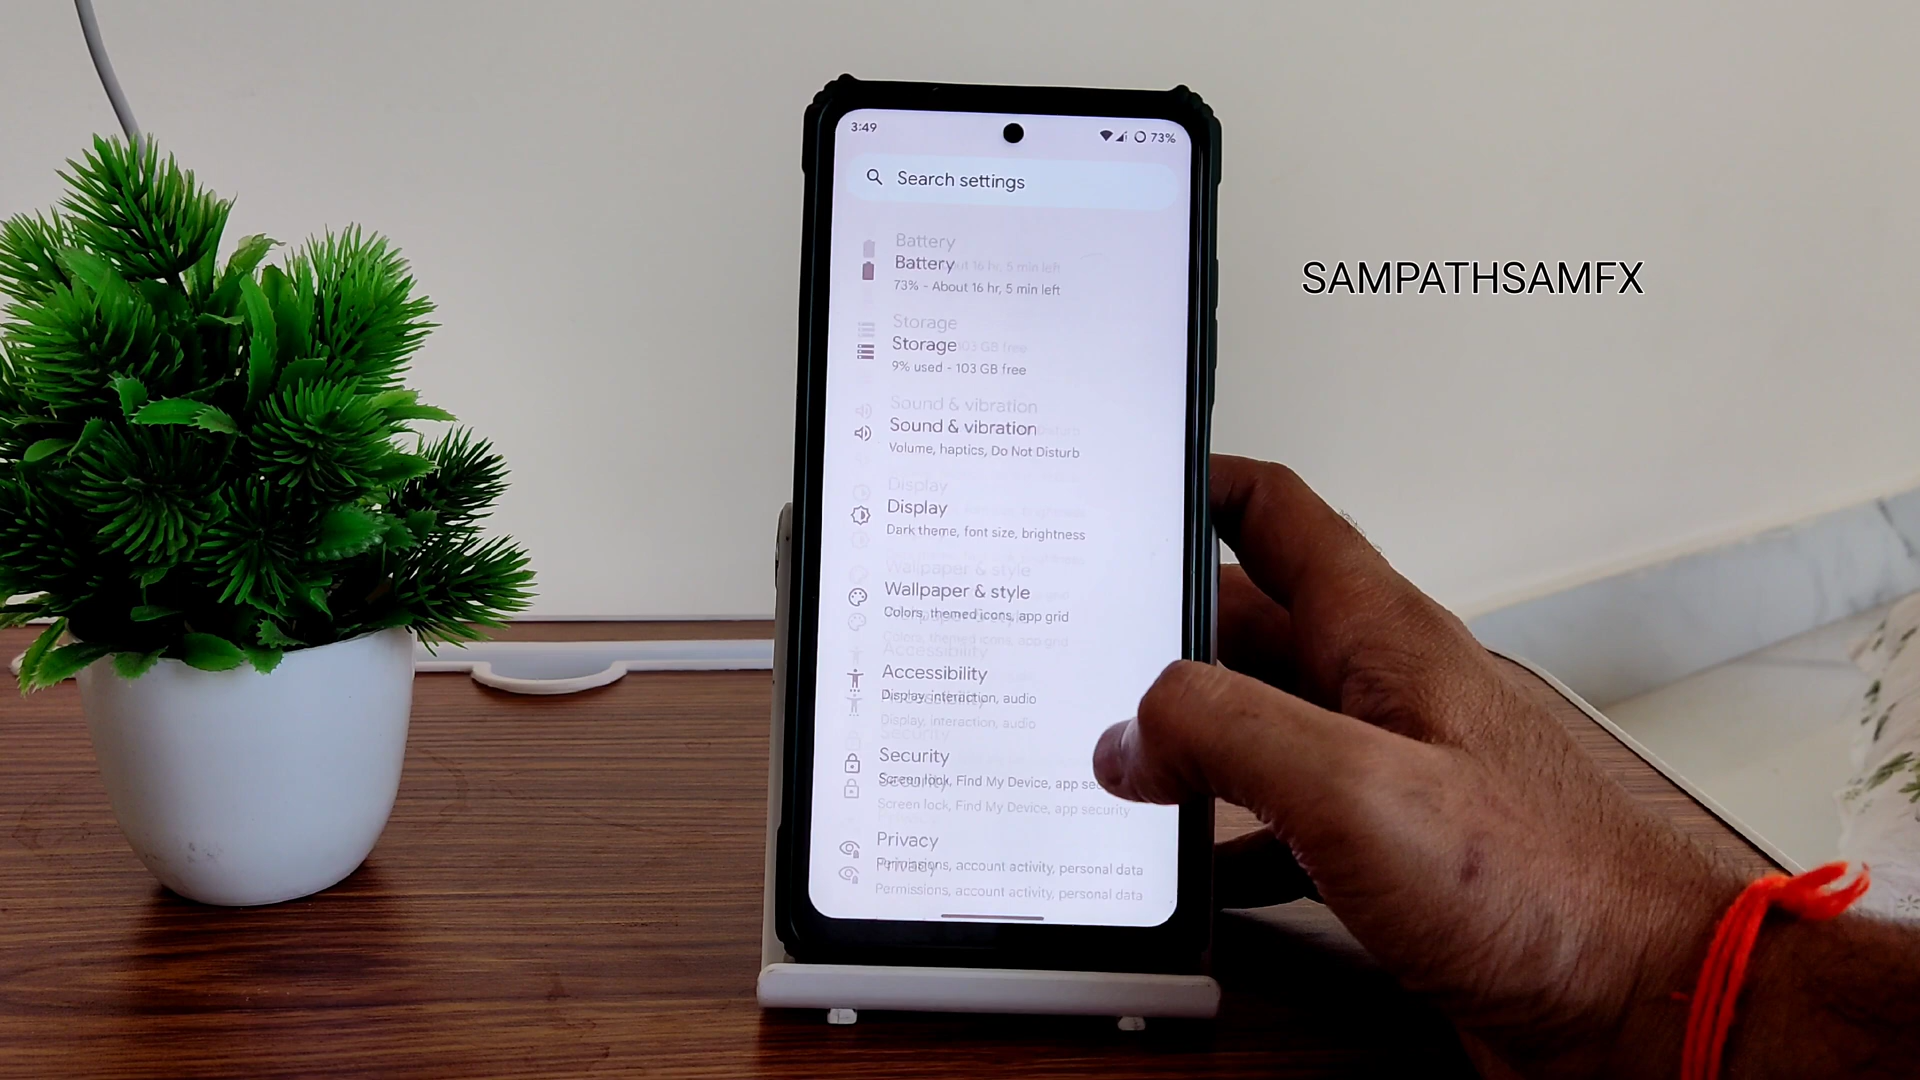 3:49
73%
Search settings
Battery
73% - About 16 hr, 5 min left
Storage
9% used - 103 GB free
Sound & vibration
Volume, haptics, Do Not Disturb
Display
Dark theme, font size, brightness
Wallpaper & style
Colors, themed icons, app grid
Accessibility
Display, interaction, audio
Security
Screen lock, Find My Device, app security
Privacy
Permissions, account activity, personal data
SAMPATHSAMFX